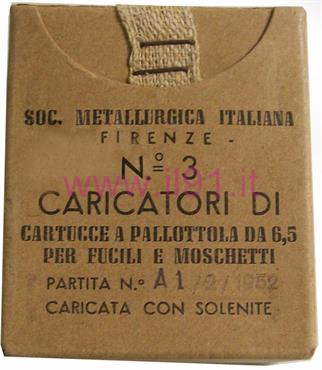 SOC. METALLURGICA ITALIANA
FIRENZE -
N.º 3
www.il91.it
CARICATORI DI
CARTUCCE A PALLOTTOLA DA 6,5
PER FUCILI E MOSCHETTI
PARTITA N.º A1/2/1952
CARICATA CON SOLENITE